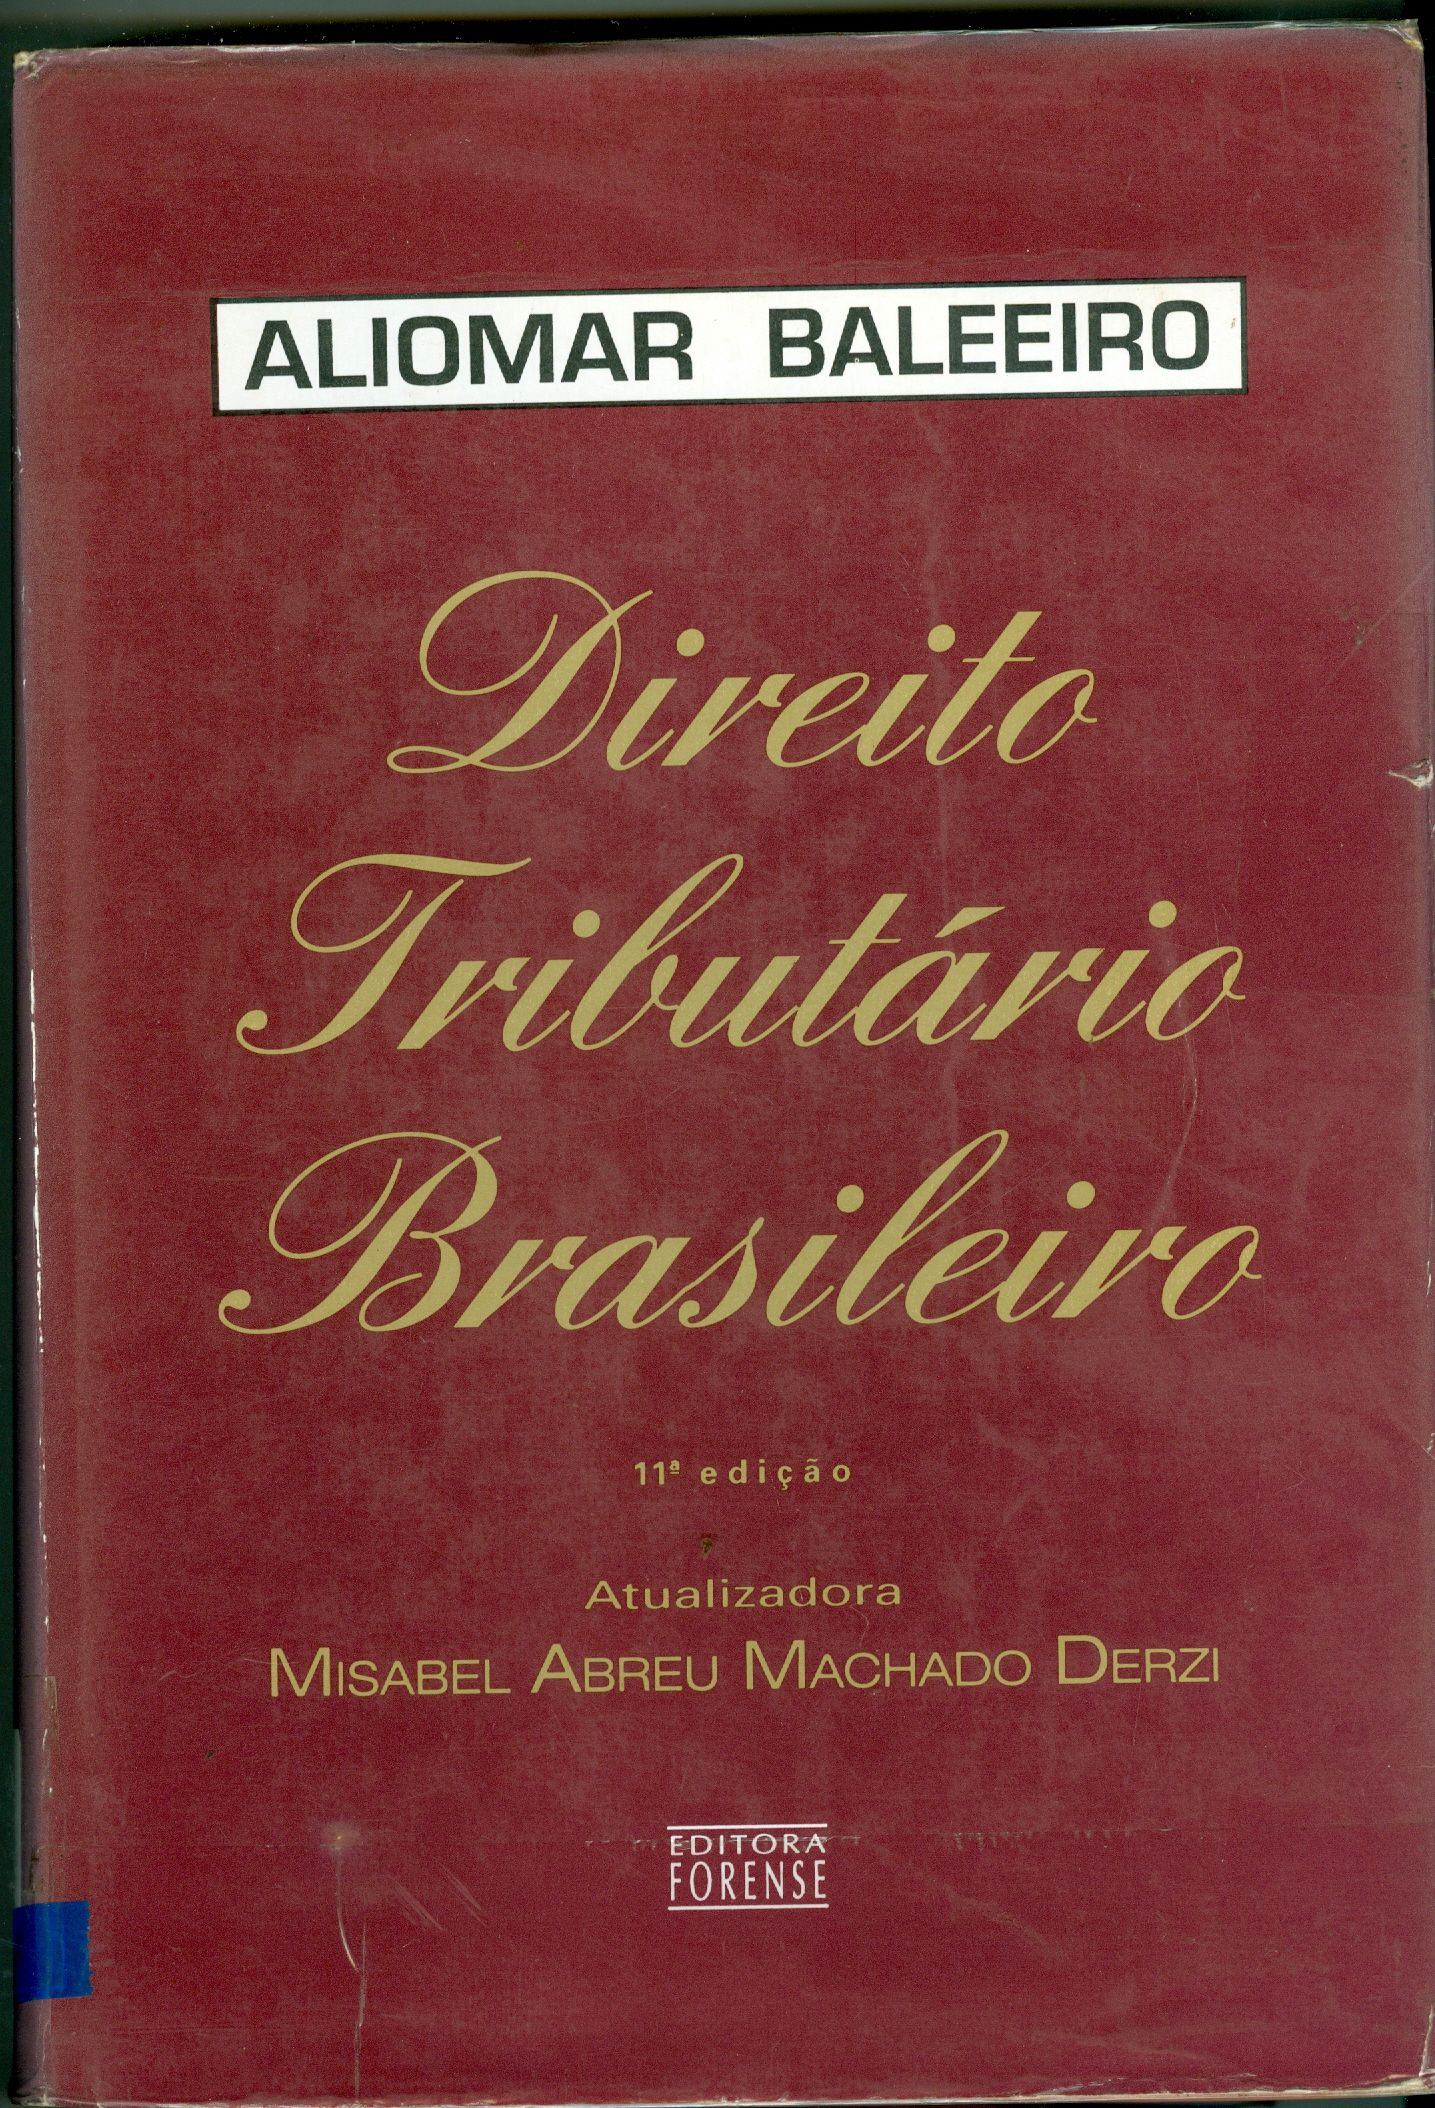 ALIOMAR BALEEIRO
Direito
Tributário
Brasileiro
11ª edição
Atualizadora
MISABEL ABREU MACHADO DERZI
EDITORA
FORENSE